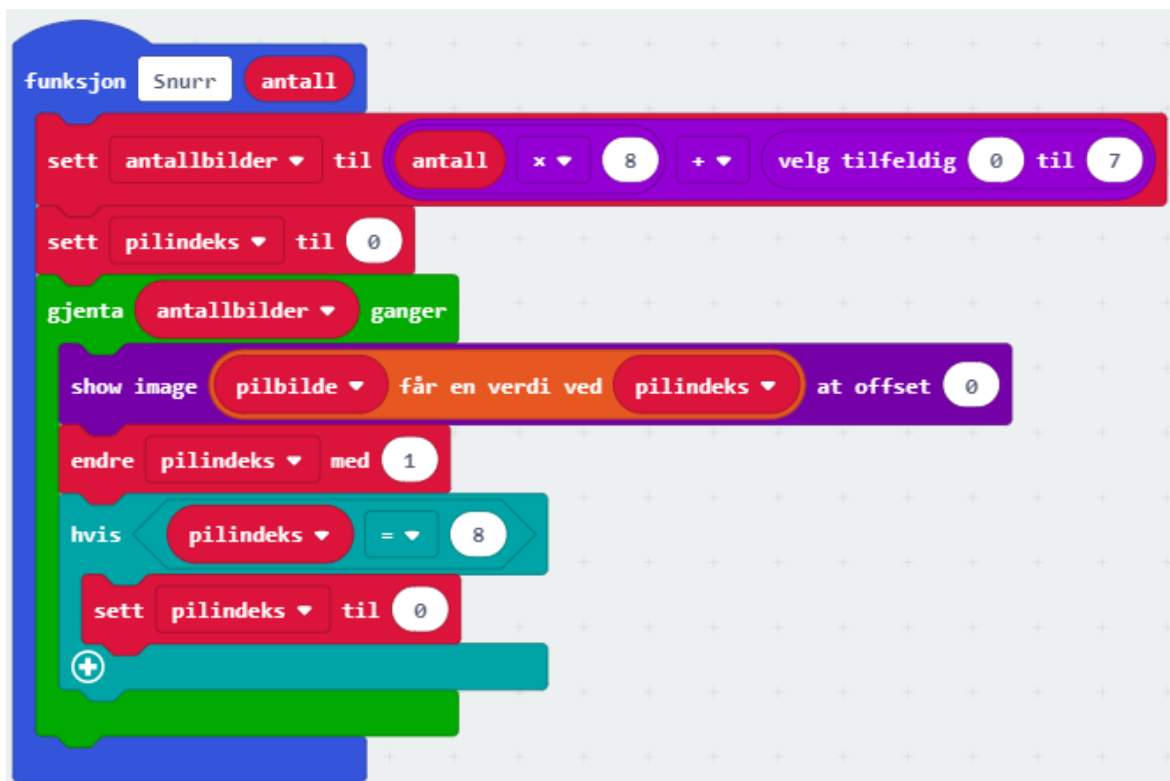 funksjon Snurr antall
sett antallbilder til antall x 8 + velg tilfeldig 0 til 7
sett pilindeks til 0
gjenta antallbilder ganger
show image pilbilde får en verdi ved pilindeks at offset 0
endre pilindeks med 1
hvis pilindeks = 8
sett pilindeks til 0